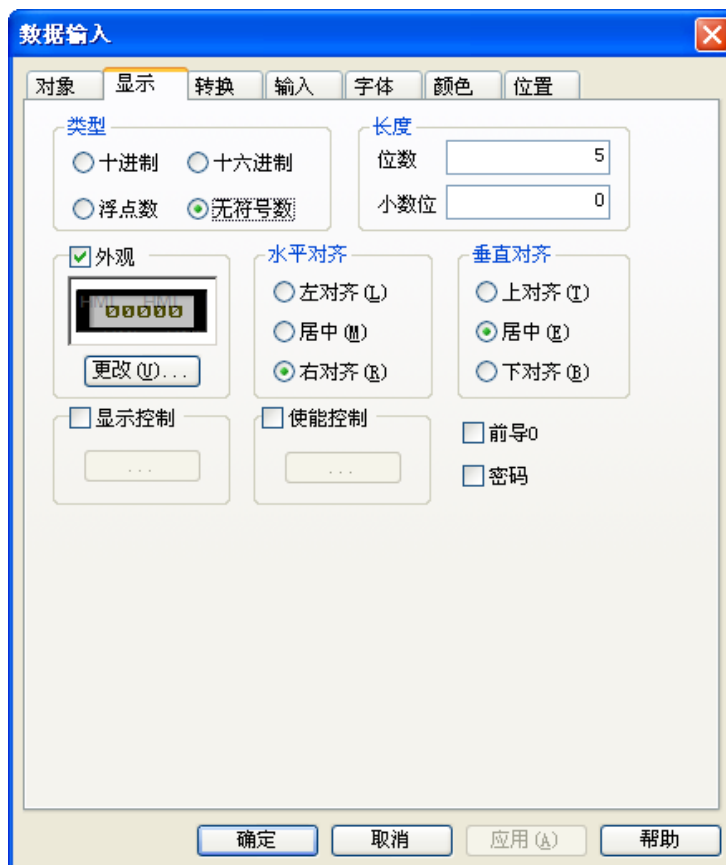 数据输入
对象 显示 转换 输入 字体 颜色 位置
类型 长度
十进制 十六进制 位数 5
浮点数 无符号数 小数位 0
外观 水平对齐 垂直对齐
00000 左对齐(L) 上对齐(T)
居中(M) 居中(E)
更改(U)... 右对齐(R) 下对齐(B)
显示控制 使能控制 前导0
... ... 密码
确定 取消 应用(A) 帮助